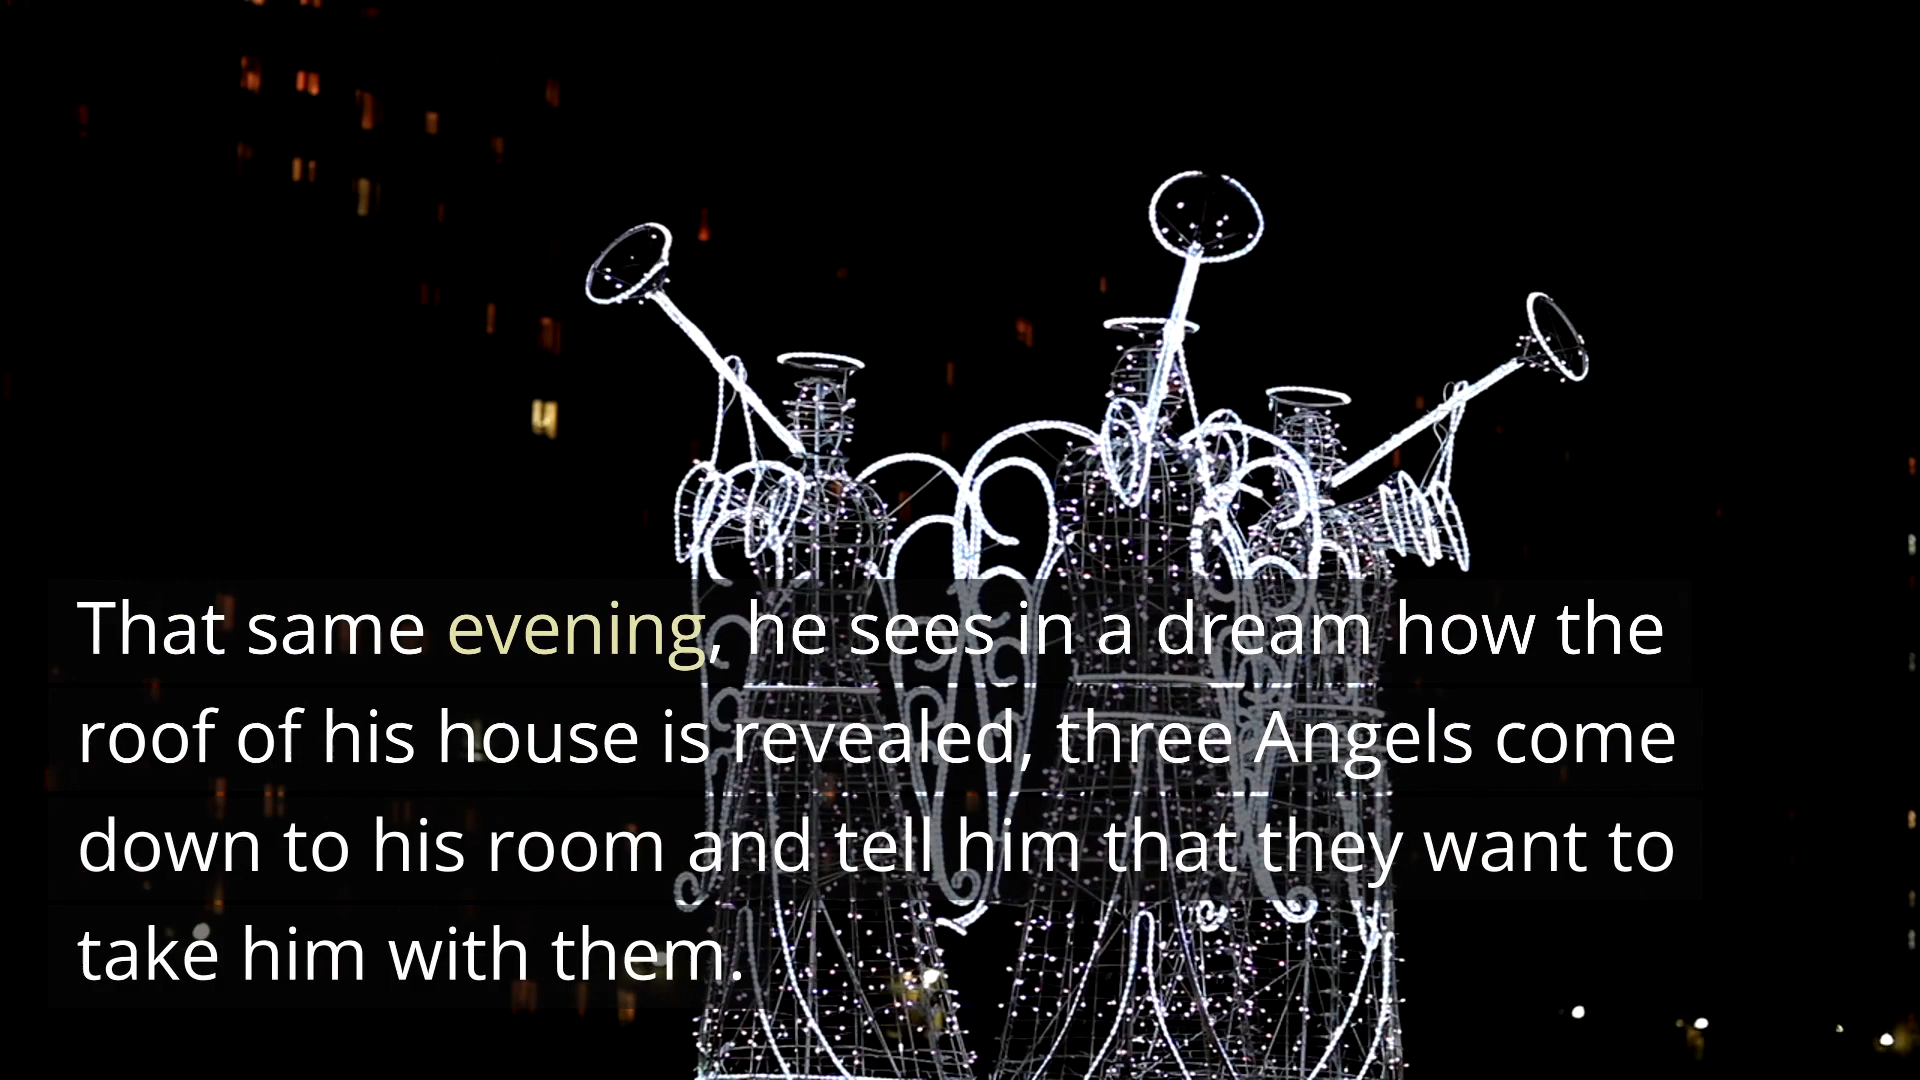 That same evening, he sees in a dream how the
roof of his house is revealed, three Angels come
down to his room and tell him that they want to
take him with them.